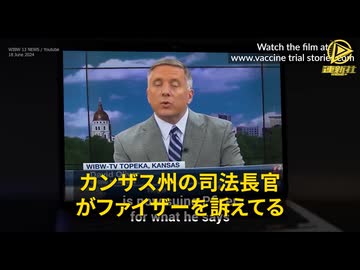 WIBW 13 NEWS / Youtube
18 June 2024
Watch the film at
www.vaccine trial stories.com
WIBW-TV TOPEKA, KANSAS
カンザス州の司法長官
がファイザーを訴えてる
for what he says